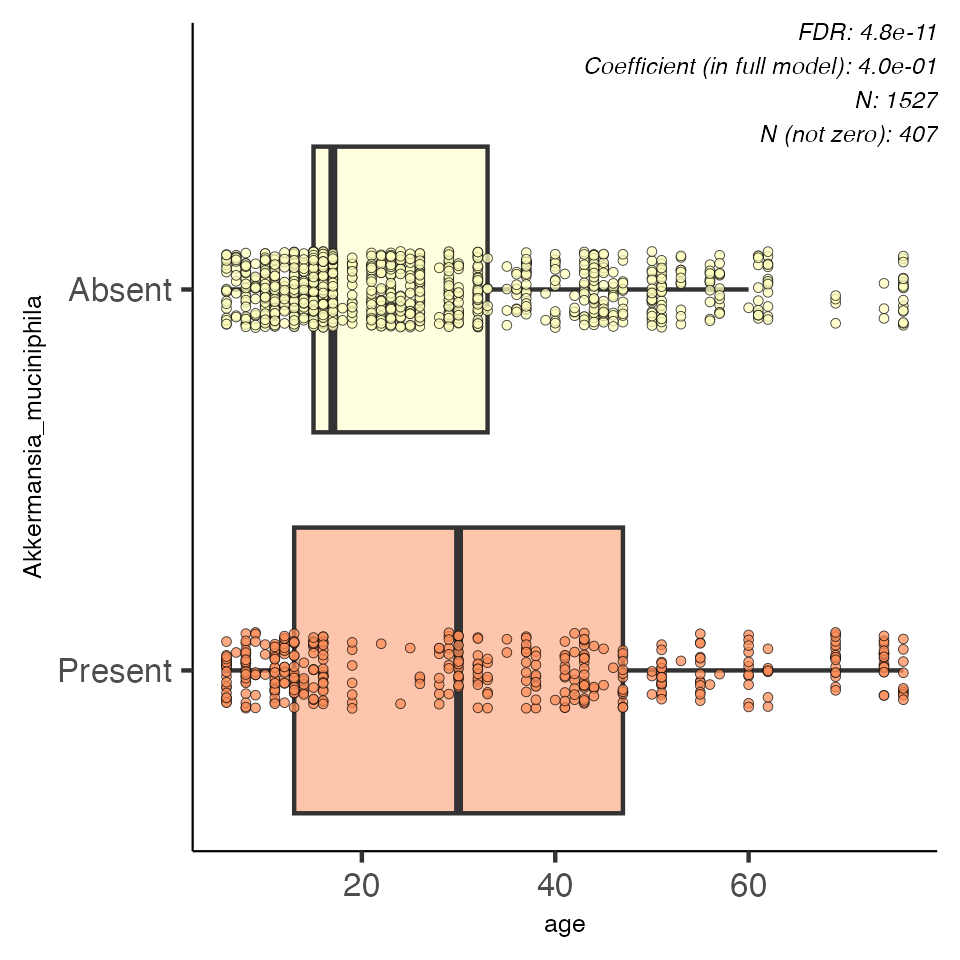 FDR: 4.8e-11
Coefficient (in full model): 4.0e-01
N: 1527
N (not zero): 407
Akkermansia_muciniphila
Absent
Present
20 40 60
age